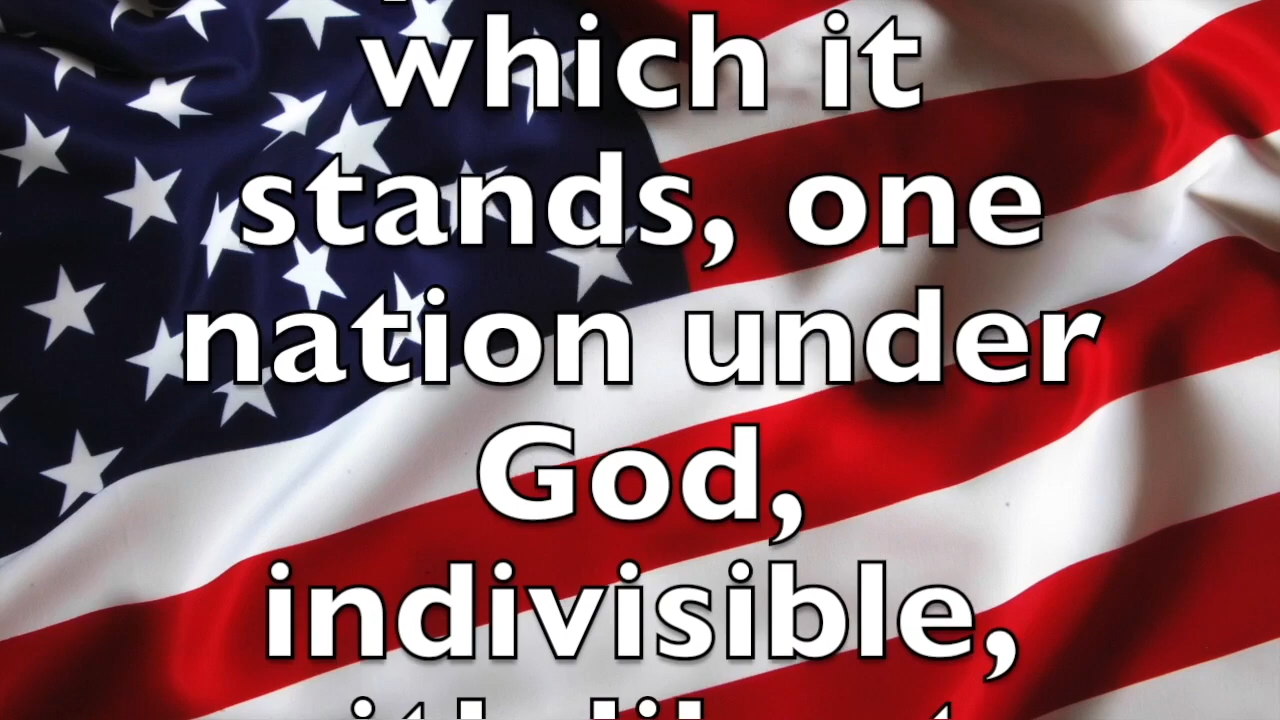 which it
stands, one
nation under
God,
indivisible,